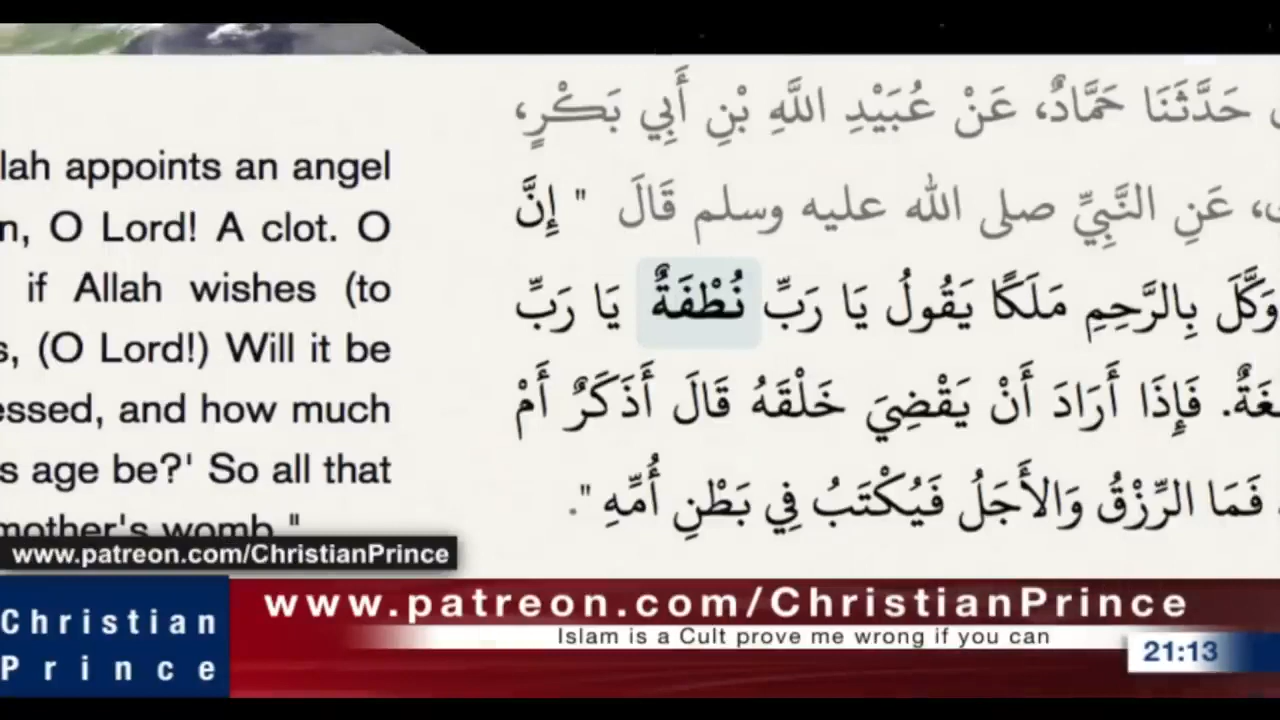 حَدَّثَنَا حَمَّادٌ، عَنْ عُبَيْدِ اللَّهِ بْنِ أَبِي بَكْرٍ،
عَنِ النَّبِيِّ صلى الله عليه وسلم قَالَ " إِنَّ
وَكَّلَ بِالرَّحِمِ مَلَكًا يَقُولُ يَا رَبِّ نُطْفَةٌ يَا رَبِّ
فَإِذَا أَرَادَ أَنْ يَقْضِيَ خَلْقَهُ قَالَ أَذَكَرٌ أَمْ
فَمَا الرِّزْقُ وَالأَجَلُ فَيُكْتَبُ فِي بَطْنِ أُمِّهِ ".
llah appoints an angel
n, O Lord! A clot. O
if Allah wishes (to
s, (O Lord!) Will it be
essed, and how much
s age be?' So all that
mother's womb."
www.patreon.com/ChristianPrince
www.patreon.com/ChristianPrince
Islam is a Cult prove me wrong if you can
Christian
Prince
21:13